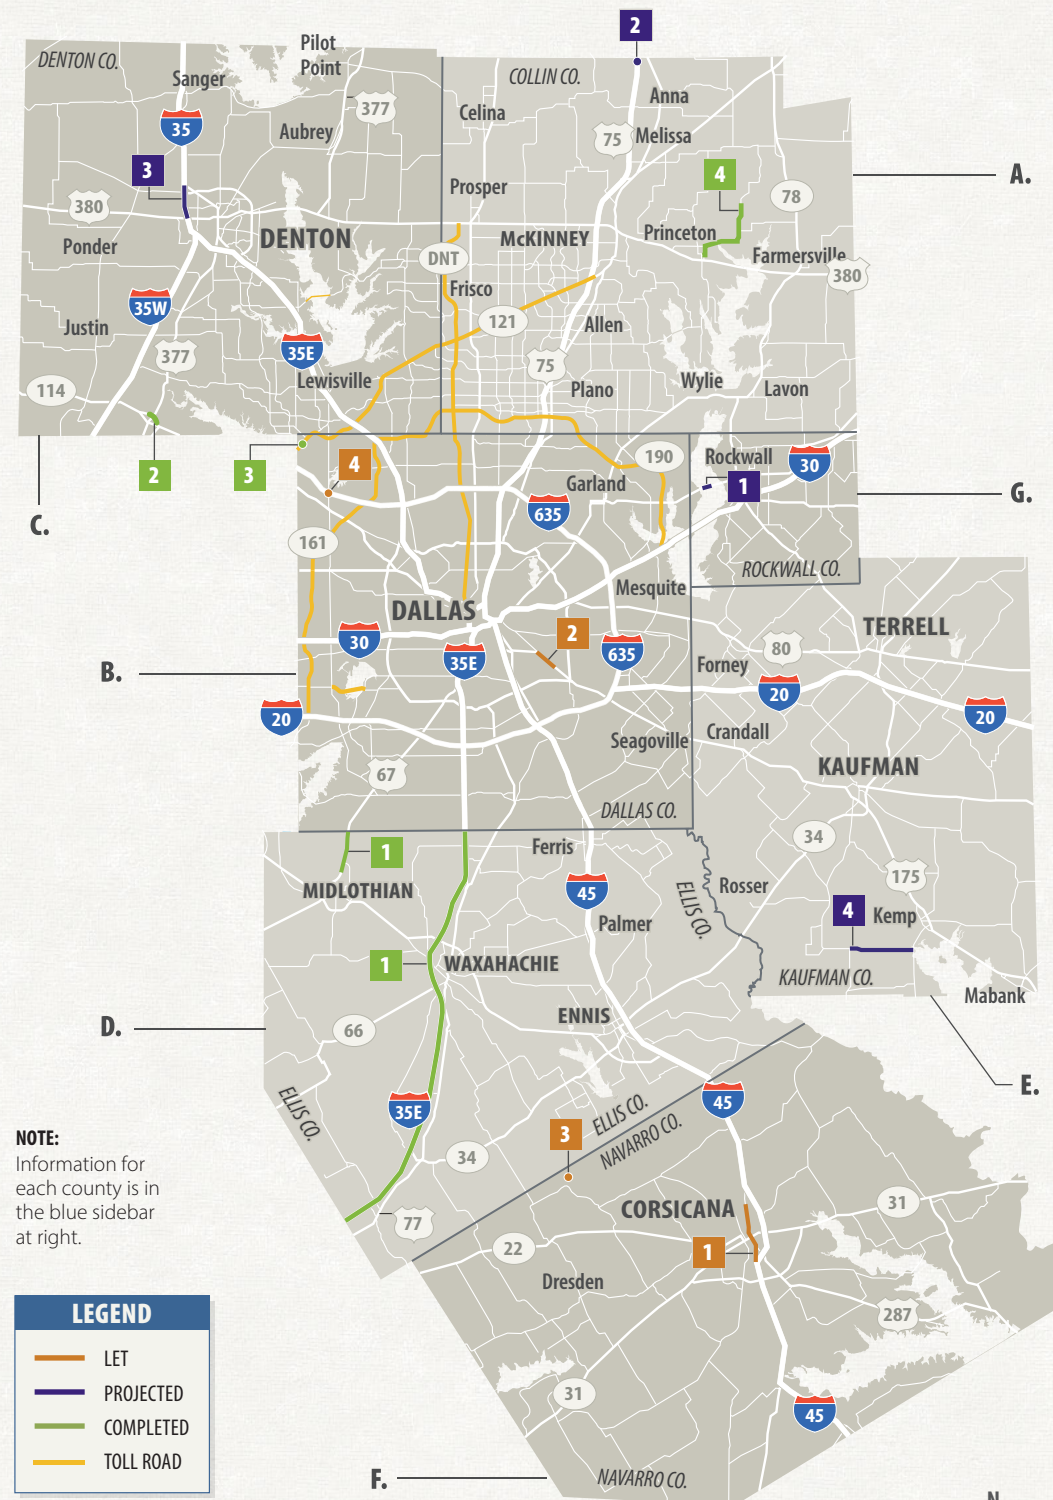 2
DENTON CO.
Pilot
Point
COLLIN CO.
Sanger
Anna
Celina
377
35
Aubrey
75
Melissa
3
4
A.
Prosper
78
380
Princeton
Ponder
DENTON
McKINNEY
DNT
Farmersville
380
Frisco
35W
121
Allen
Justin
35E
377
75
Lewisville
Plano
Wylie
Lavon
114
2
3
4
190
Rockwall
30
Garland
1
G.
635
C.
161
ROCKWALL CO.
Mesquite
DALLAS
TERRELL
2
30
80
35E
635
Forney
B.
20
20
20
Crandall
Seagoville
KAUFMAN
67
DALLAS CO.
34
1
Ferris
MIDLOTHIAN
45
175
Rosser
ELLIS CO.
4
Kemp
Palmer
1
WAXAHACHIE
KAUFMAN CO.
Mabank
ENNIS
D.
66
E.
35E
45
ELLIS CO.
ELLIS CO.
NAVARRO CO.
NOTE:
Information for
each county is in
the blue sidebar
at right.
3
34
31
CORSICANA
77
22
1
Dresden
287
LEGEND
LET
PROJECTED
COMPLETED
TOLL ROAD
31
45
F.
NAVARRO CO.
N